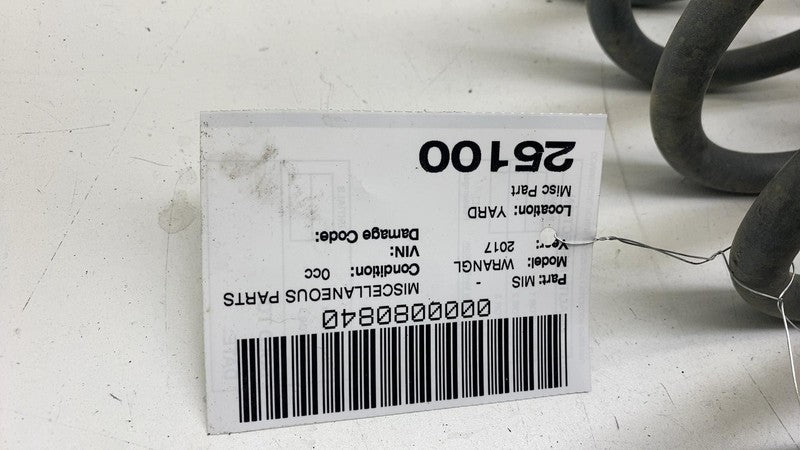 0000080840
Part: MIS - MISCELLANEOUS PARTS
Model: WRANGL Condition: 0cc
Year: 2017 VIN:
Damage Code:
Location: YARD
Misc Part
25100